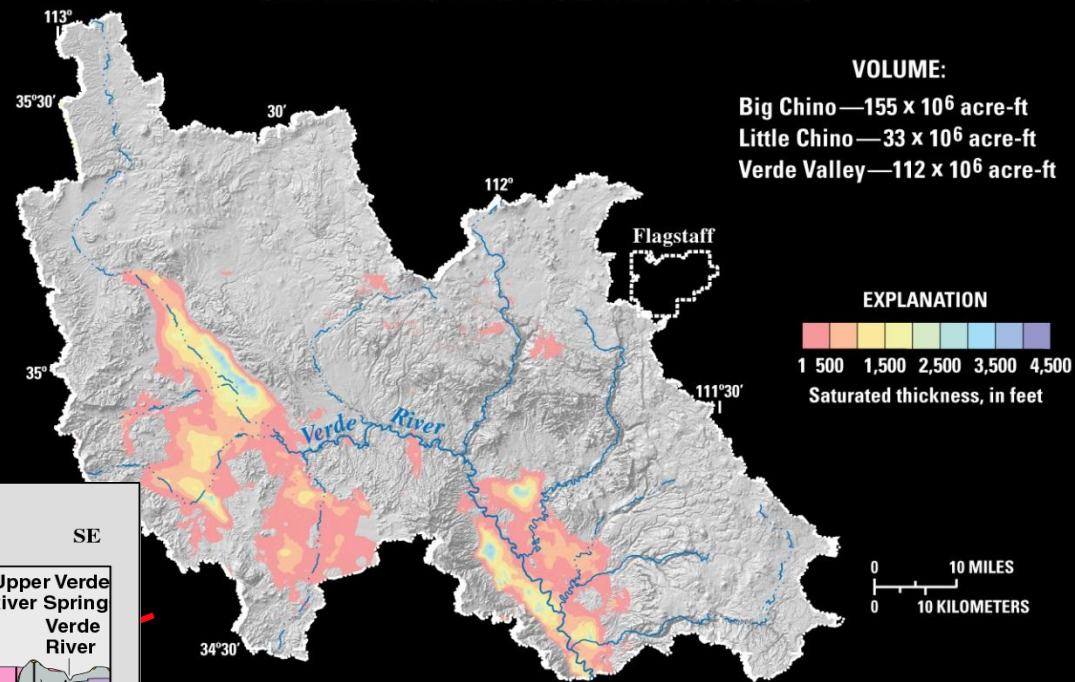 113°
35°30′
30′
112°
Flagstaff
35°
111°30′
Verde River
34°30′
VOLUME:
Big Chino—155 x 10⁶ acre-ft
Little Chino—33 x 10⁶ acre-ft
Verde Valley—112 x 10⁶ acre-ft
EXPLANATION
1 500 1,500 2,500 3,500 4,500
Saturated thickness, in feet
0 10 MILES
0 10 KILOMETERS
SE
Upper Verde
River Spring
Verde
River